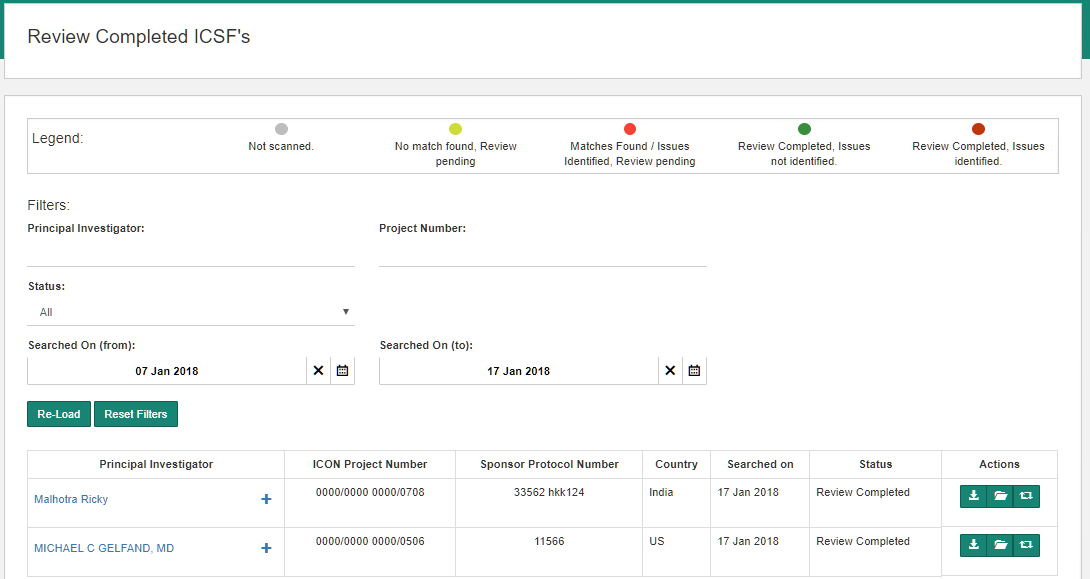 Review Completed ICSF's
Legend:
Not scanned.
No match found, Review
pending
Matches Found / Issues
Identified, Review pending
Review Completed, Issues
not identified.
Review Completed, Issues
identified.
Filters:
Principal Investigator: Project Number:
Status:
All
Searched On (from): Searched On (to):
07 Jan 2018 17 Jan 2018
Re-Load Reset Filters
Principal Investigator ICON Project Number Sponsor Protocol Number Country Searched on Status Actions
Malhotra Ricky + 0000/0000 0000/0708 33562 hkk124 India 17 Jan 2018 Review Completed
MICHAEL C GELFAND, MD + 0000/0000 0000/0506 11566 US 17 Jan 2018 Review Completed